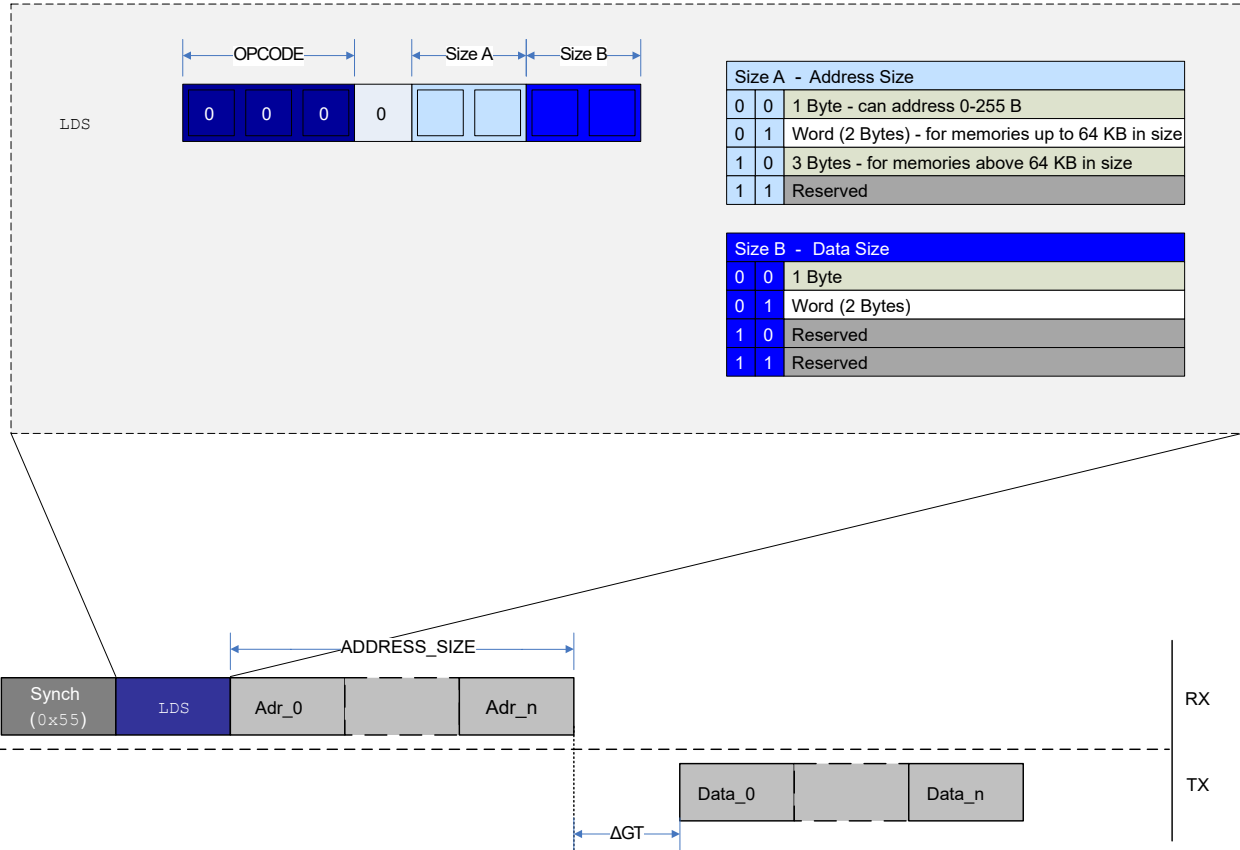 OPCODE Size A Size B
LDS 0 0 0 0
Size A - Address Size
0 0 1 Byte - can address 0-255 B
0 1 Word (2 Bytes) - for memories up to 64 KB in size
1 0 3 Bytes - for memories above 64 KB in size
1 1 Reserved
Size B - Data Size
0 0 1 Byte
0 1 Word (2 Bytes)
1 0 Reserved
1 1 Reserved
ADDRESS_SIZE
Synch
(0x55)
LDS Adr_0 Adr_n RX
Data_0 Data_n TX
ΔGT